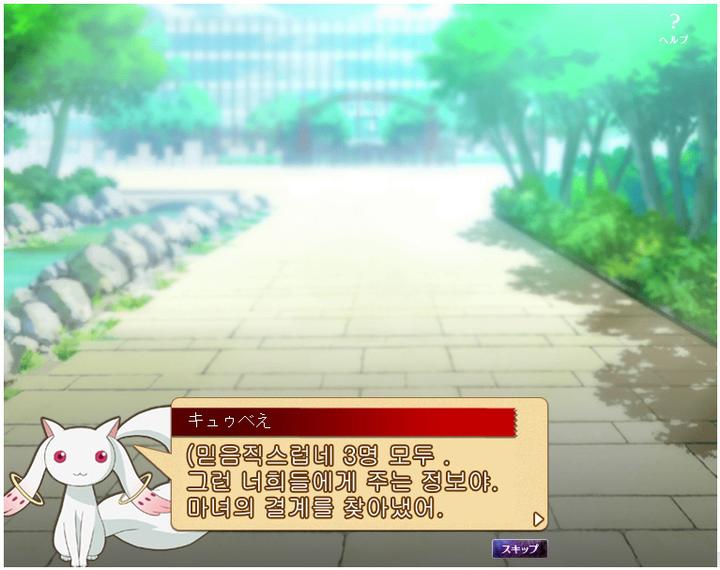 ?
ヘルプ
キュゥべえ
(믿음직스럽네 3명 모두 .
그런 너희들에게 주는 정보야.
마녀의 결계를 찾아냈어.
スキップ